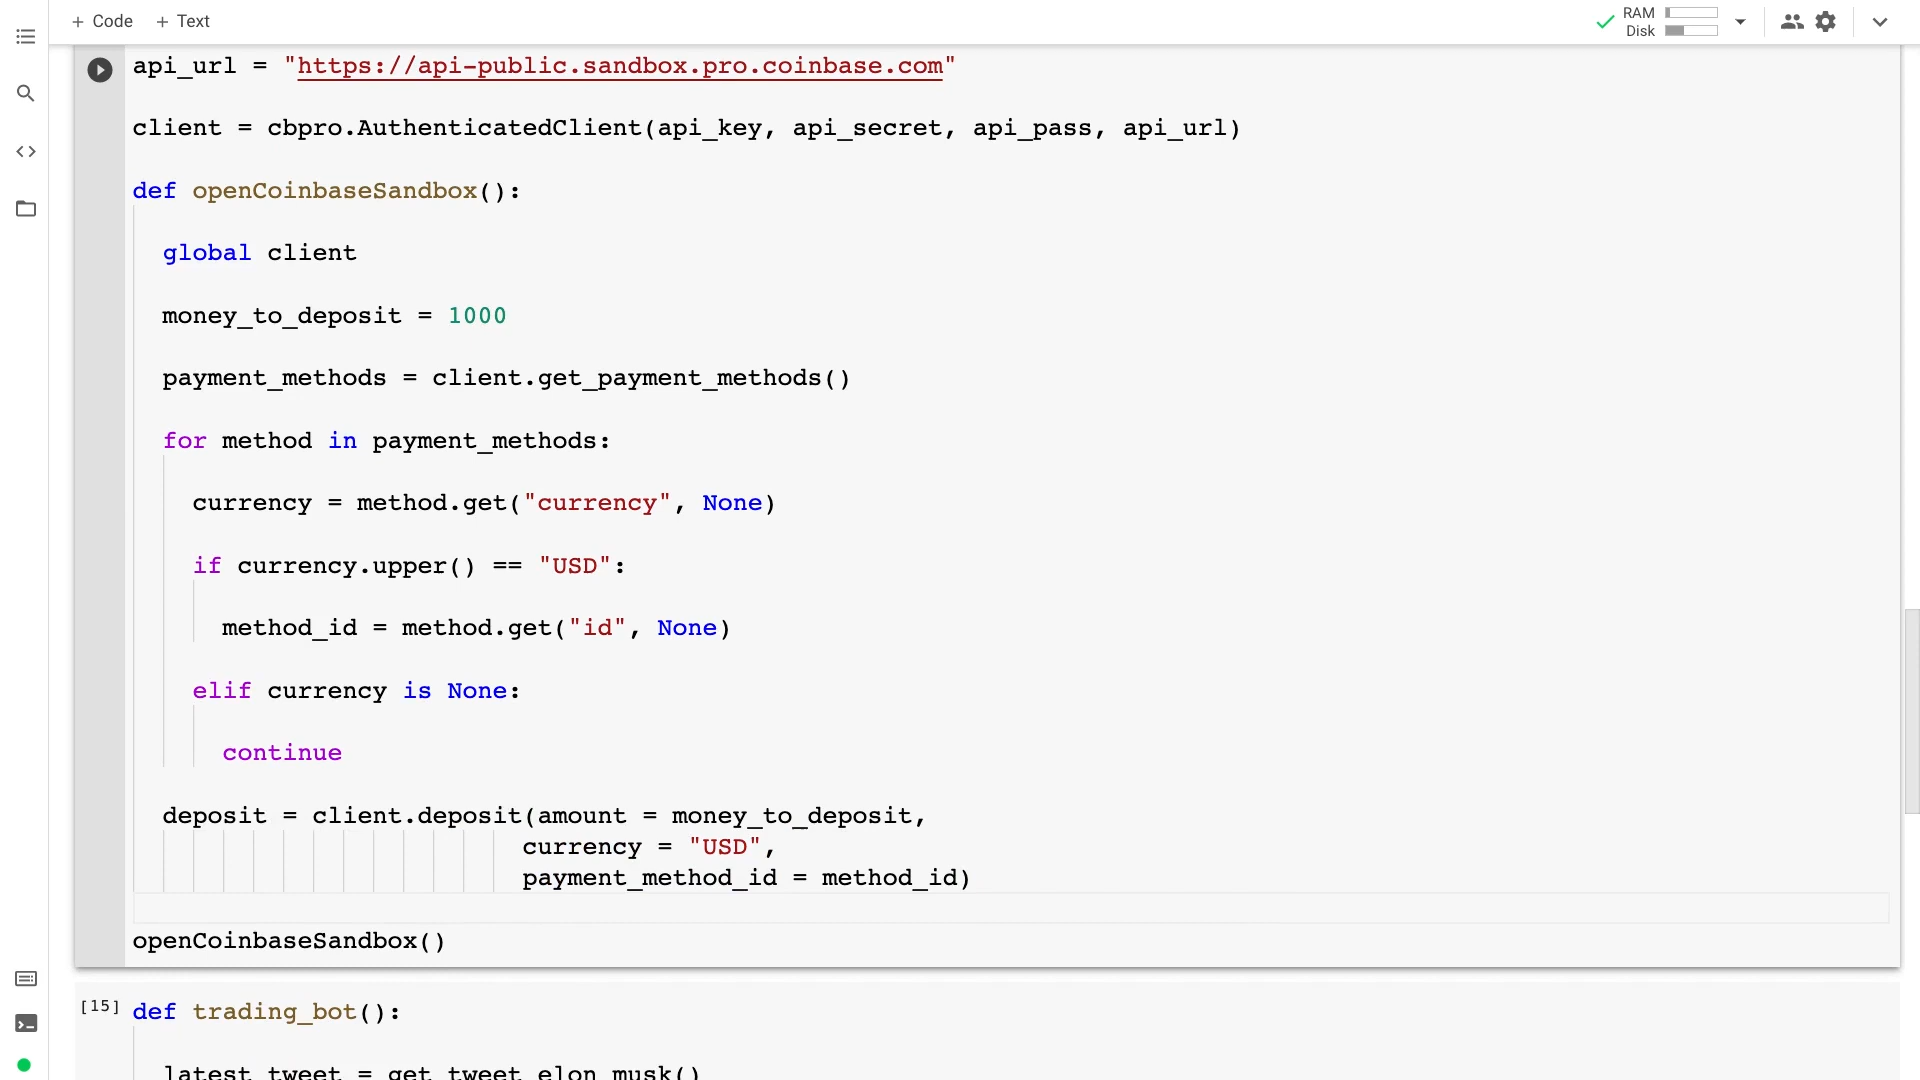 + Code + Text
RAM
Disk
api_url = "https://api-public.sandbox.pro.coinbase.com"
client = cbpro.AuthenticatedClient(api_key, api_secret, api_pass, api_url)
def openCoinbaseSandbox():
global client
money_to_deposit = 1000
payment_methods = client.get_payment_methods()
for method in payment_methods:
currency = method.get("currency", None)
if currency.upper() == "USD":
method_id = method.get("id", None)
elif currency is None:
continue
deposit = client.deposit(amount = money_to_deposit,
currency = "USD",
payment_method_id = method_id)
openCoinbaseSandbox()
[15] def trading_bot():
latest_tweet = get_tweet_elon_musk()